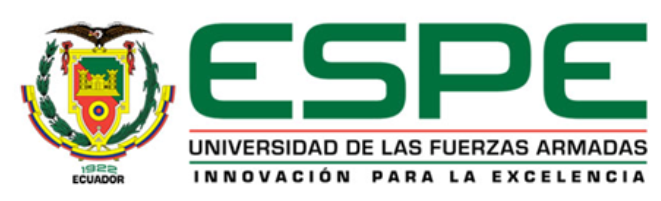 ESPE
UNIVERSIDAD DE LAS FUERZAS ARMADAS
INNOVACIÓN PARA LA EXCELENCIA
1922
ECUADOR